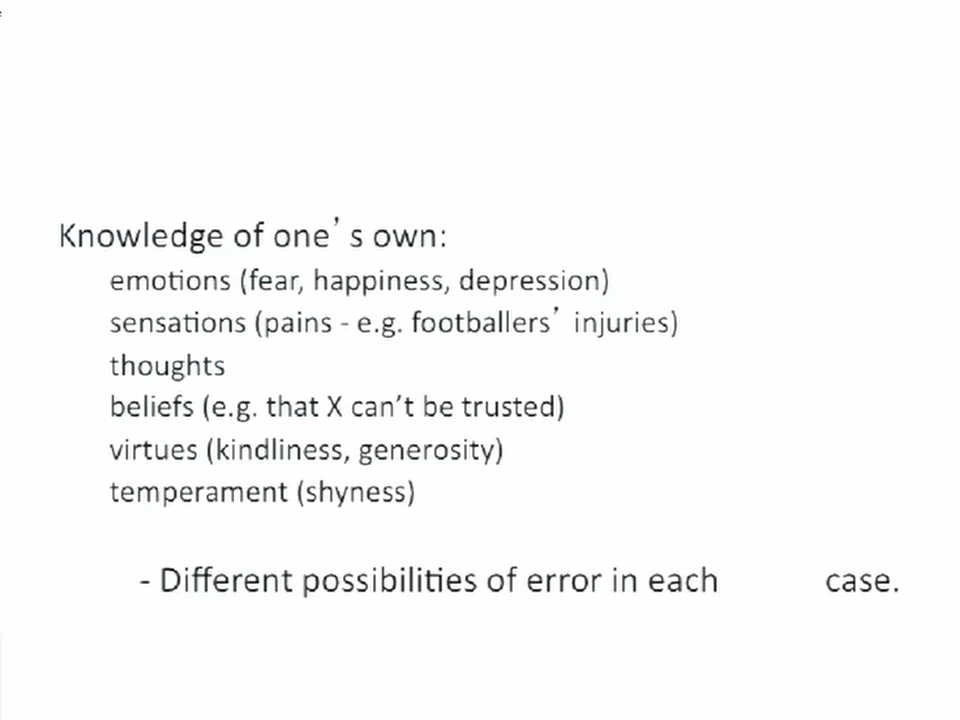 Knowledge of one’s own:
emotions (fear, happiness, depression)
sensations (pains - e.g. footballers’ injuries)
thoughts
beliefs (e.g. that X can’t be trusted)
virtues (kindliness, generosity)
temperament (shyness)
- Different possibilities of error in each case.